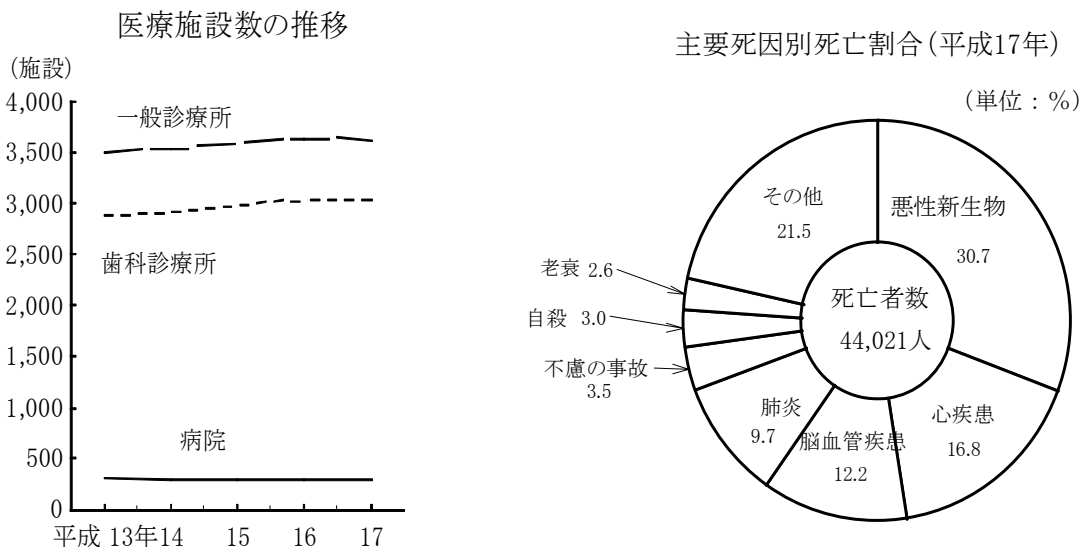 医療施設数の推移
(施設)
4,000
3,500
3,000
2,500
2,000
1,500
1,000
500
0
一般診療所
歯科診療所
病院
平成 13年14 15 16 17
主要死因別死亡割合(平成17年)
(単位：%)
悪性新生物
30.7
心疾患
16.8
脳血管疾患
12.2
肺炎
9.7
不慮の事故
3.5
自殺 3.0
老衰 2.6
その他
21.5
死亡者数
44,021人